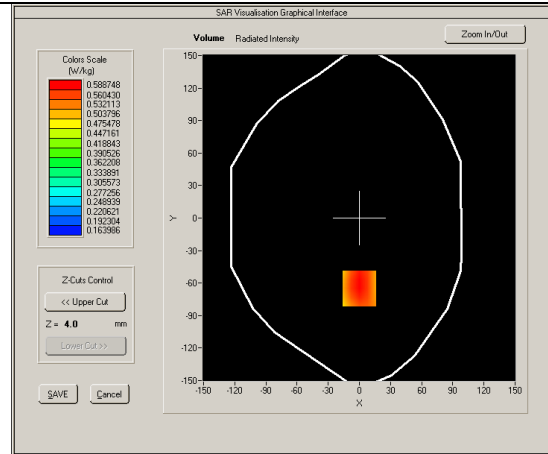 SAR Visualisation Graphical Interface
Volume Radiated Intensity
Zoom In/Out
Colors Scale
(W/kg)
0.588748
0.560430
0.532113
0.503796
0.475478
0.447161
0.418843
0.390526
0.362208
0.333891
0.305573
0.277256
0.248939
0.220621
0.192304
0.163986
Z-Cuts Control
<< Upper Cut
Z = 4.0 mm
Lower Cut >>
SAVE Cancel
150
120
90
60
30
0
-30
-60
-90
-120
-150
Y
-150 -120 -90 -60 -30 0 30 60 90 120 150
X